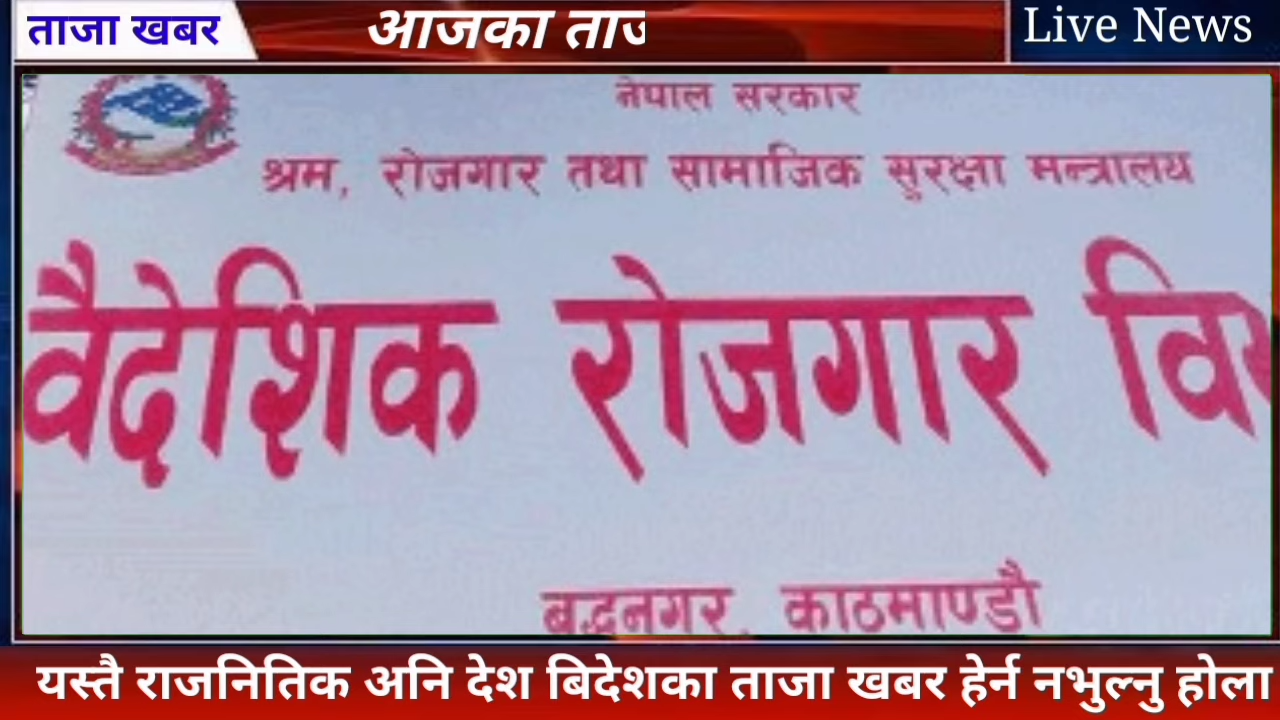 ताजा खबर
आजका
Live News
नेपाल सरकार
श्रम, रोजगार तथा सामाजिक सुरक्षा मन्त्रालय
वैदेशिक रोजगार
बुद्धनगर, काठमाण्डौ
यस्तै राजनितिक अनि देश बिदेशका ताजा खबर हेर्न नभुल्नु होला